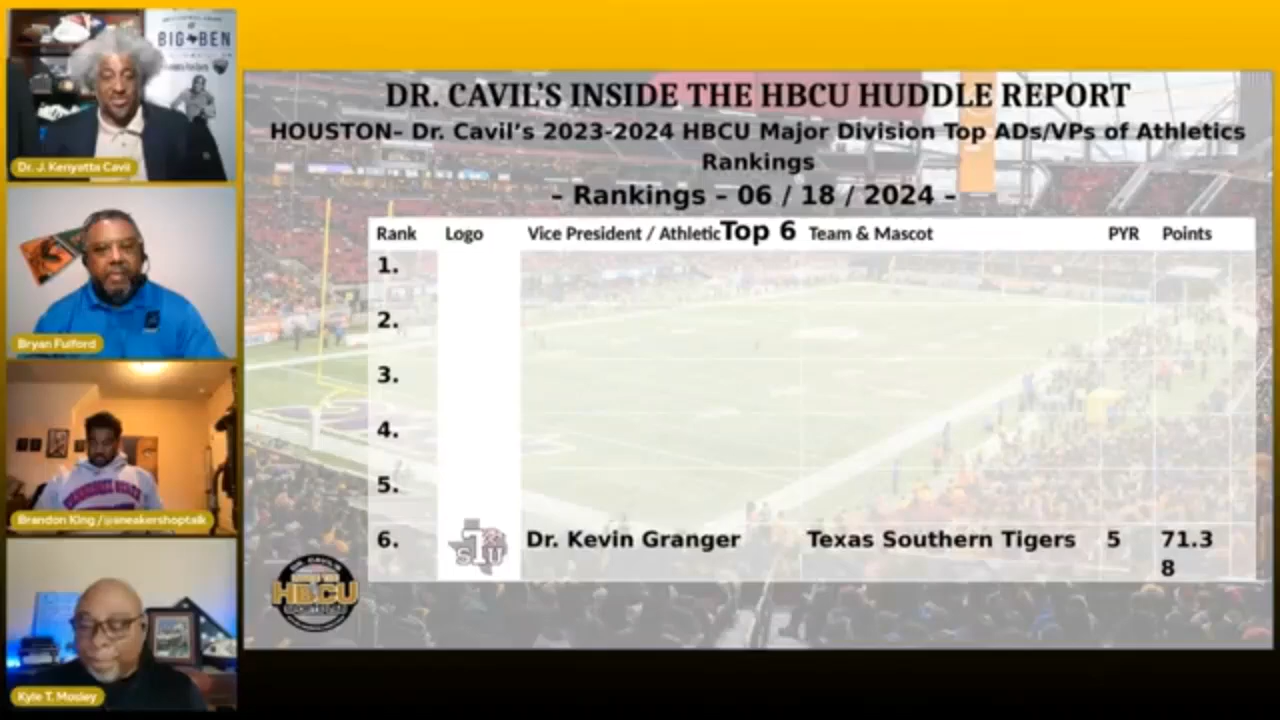 BIG BEN
Dr. J. Kenyatta Cavil
Bryan Fulford
Brandon King /@sneakershoptalk
Kyle T. Mosley
DR. CAVIL'S INSIDE THE HBCU HUDDLE REPORT
HOUSTON– Dr. Cavil's 2023-2024 HBCU Major Division Top ADs/VPs of Athletics
Rankings
– Rankings – 06 / 18 / 2024 –
Top 6
Rank Logo Vice President / Athletic Team & Mascot PYR Points
1.
2.
3.
4.
5.
6. Dr. Kevin Granger Texas Southern Tigers 5 71.3
8
HBCU